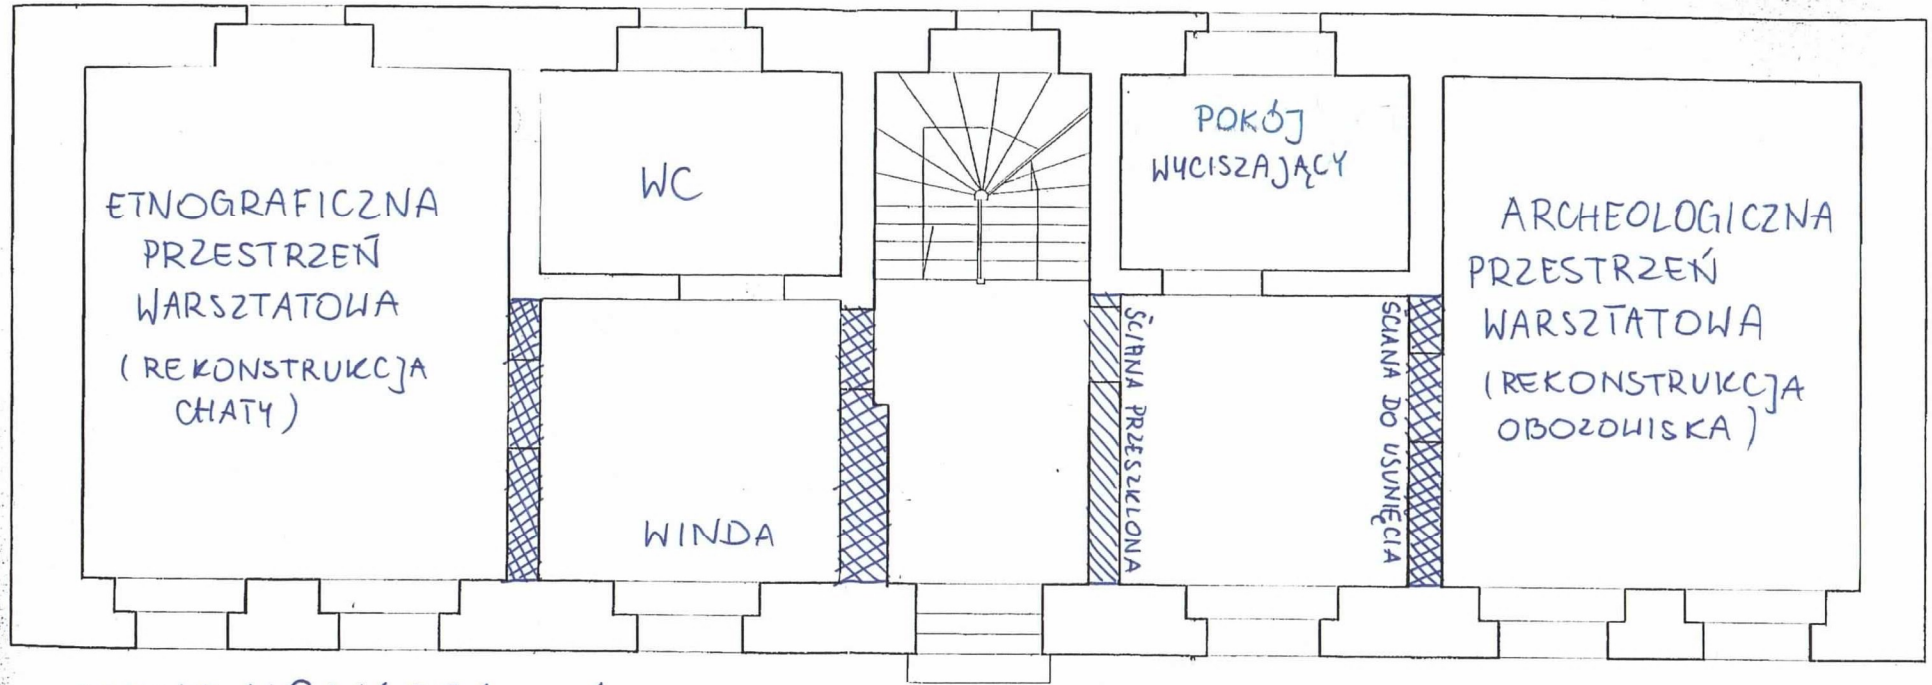 ETNOGRAFICZNA
PRZESTRZEŃ
WARSZTATOWA
(REKONSTRUKCJA
CHATY)
WC
WINDA
POKÓJ
WYCISZAJĄCY
ŚCIANA PRZESZKLONA
ŚCIANA DO USUNIĘCIA
ARCHEOLOGICZNA
PRZESTRZEŃ
WARSZTATOWA
(REKONSTRUKCJA
OBOZOWISKA)